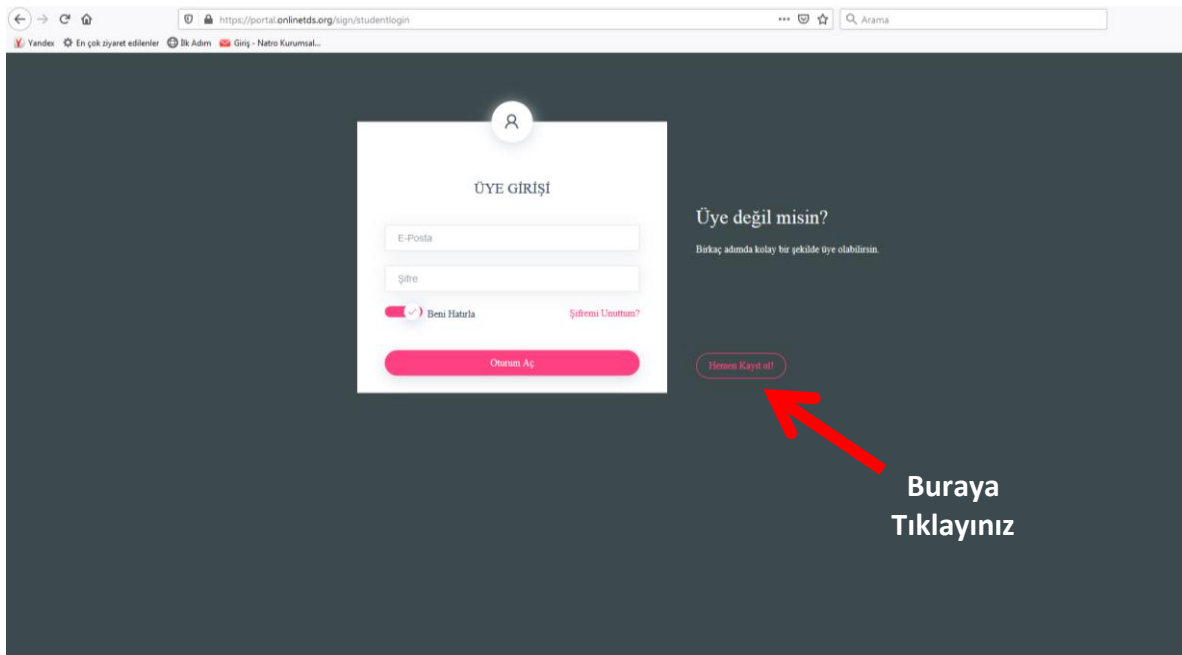 https://portal.onlinetds.org/sign/studentlogin
Arama
Yandex En çok ziyaret edilenler İlk Adım Giriş - Natro Kurumsal...
ÜYE GİRİŞİ
E-Posta
Şifre
Beni Hatırla Şifremi Unuttum?
Oturum Aç
Üye değil misin?
Birkaç adımda kolay bir şekilde üye olabilirsin.
Hemen Kayıt ol!
Buraya
Tıklayınız